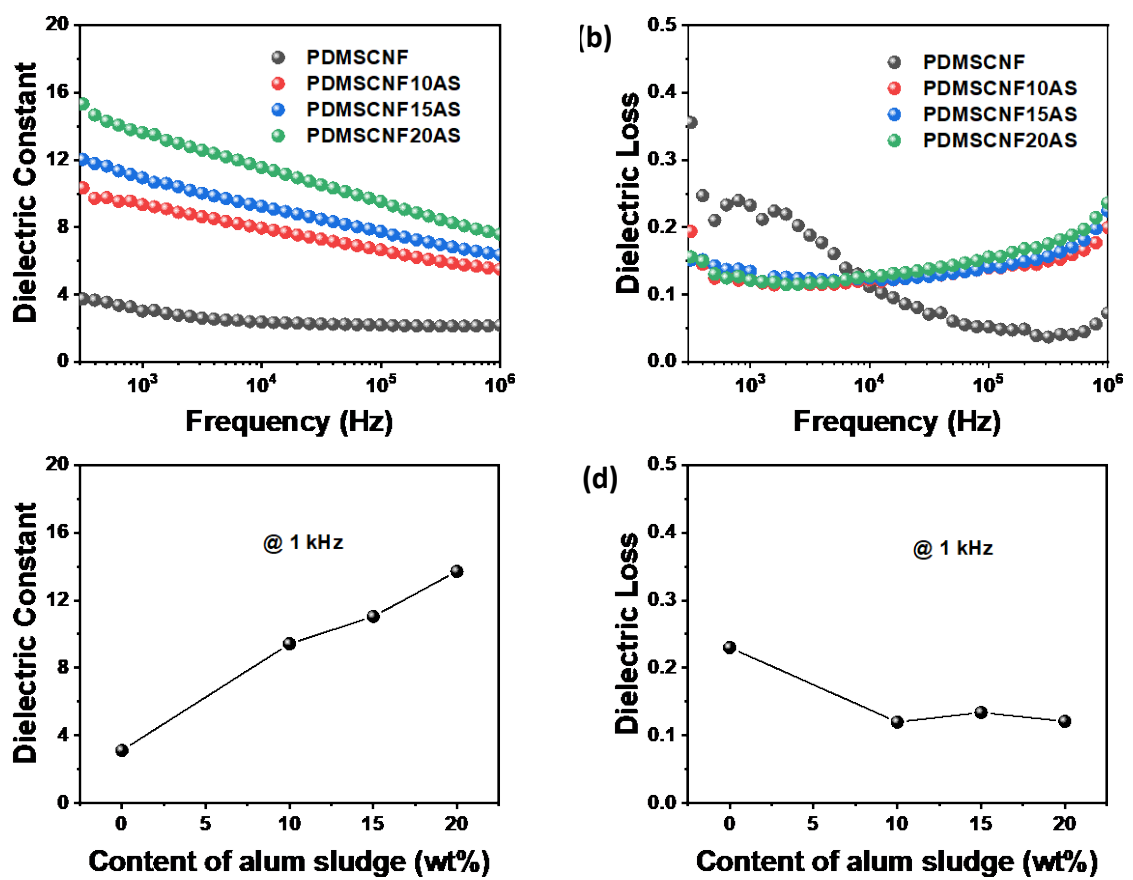 20
16
12
8
4
0
Dielectric Constant
PDMSCNF
PDMSCNF10AS
PDMSCNF15AS
PDMSCNF20AS
10³ 10⁴ 10⁵ 10⁶
Frequency (Hz)
(b)
0.5
0.4
0.3
0.2
0.1
0.0
Dielectric Loss
PDMSCNF
PDMSCNF10AS
PDMSCNF15AS
PDMSCNF20AS
10³ 10⁴ 10⁵ 10⁶
Frequency (Hz)
20
16
12
8
4
0
Dielectric Constant
@ 1 kHz
0 5 10 15 20
Content of alum sludge (wt%)
(d)
0.5
0.4
0.3
0.2
0.1
0.0
Dielectric Loss
@ 1 kHz
0 5 10 15 20
Content of alum sludge (wt%)